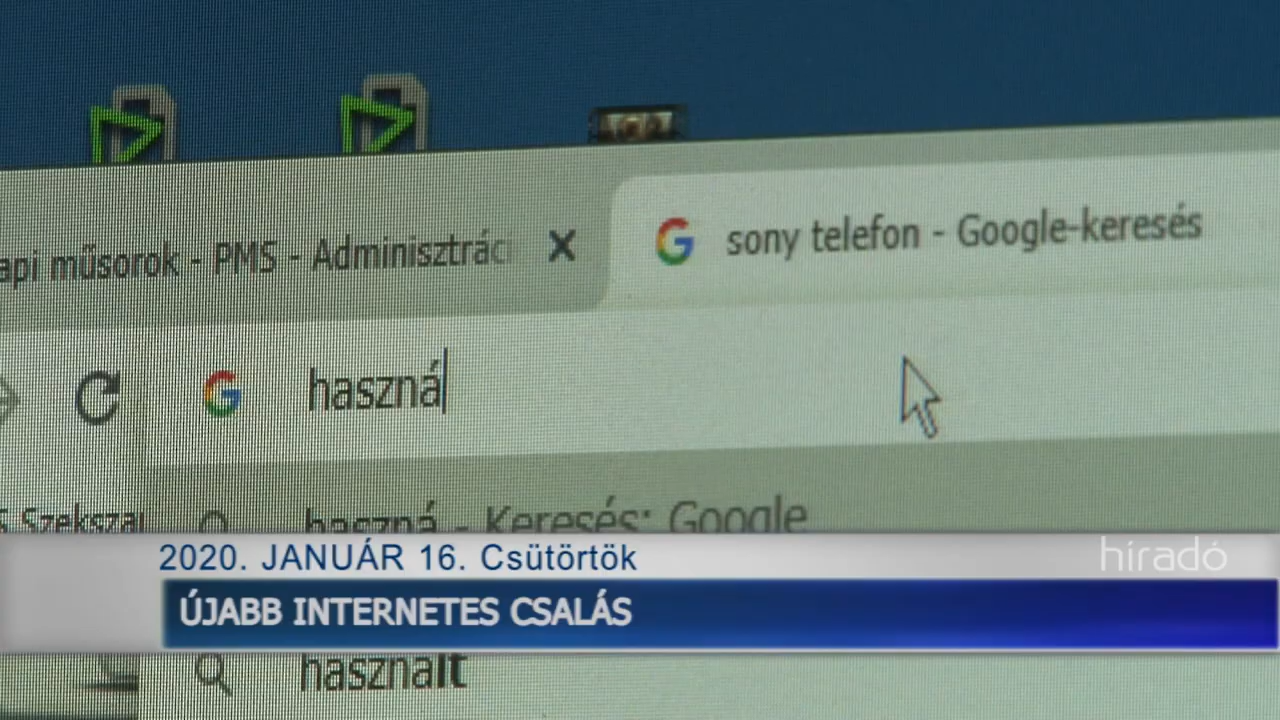 api műsorok - PMS - Adminisztrác
sony telefon - Google-keresés
haszná
haszná - Keresés: Google
2020. JANUÁR 16. Csütörtök
híradó
ÚJABB INTERNETES CSALÁS
használt